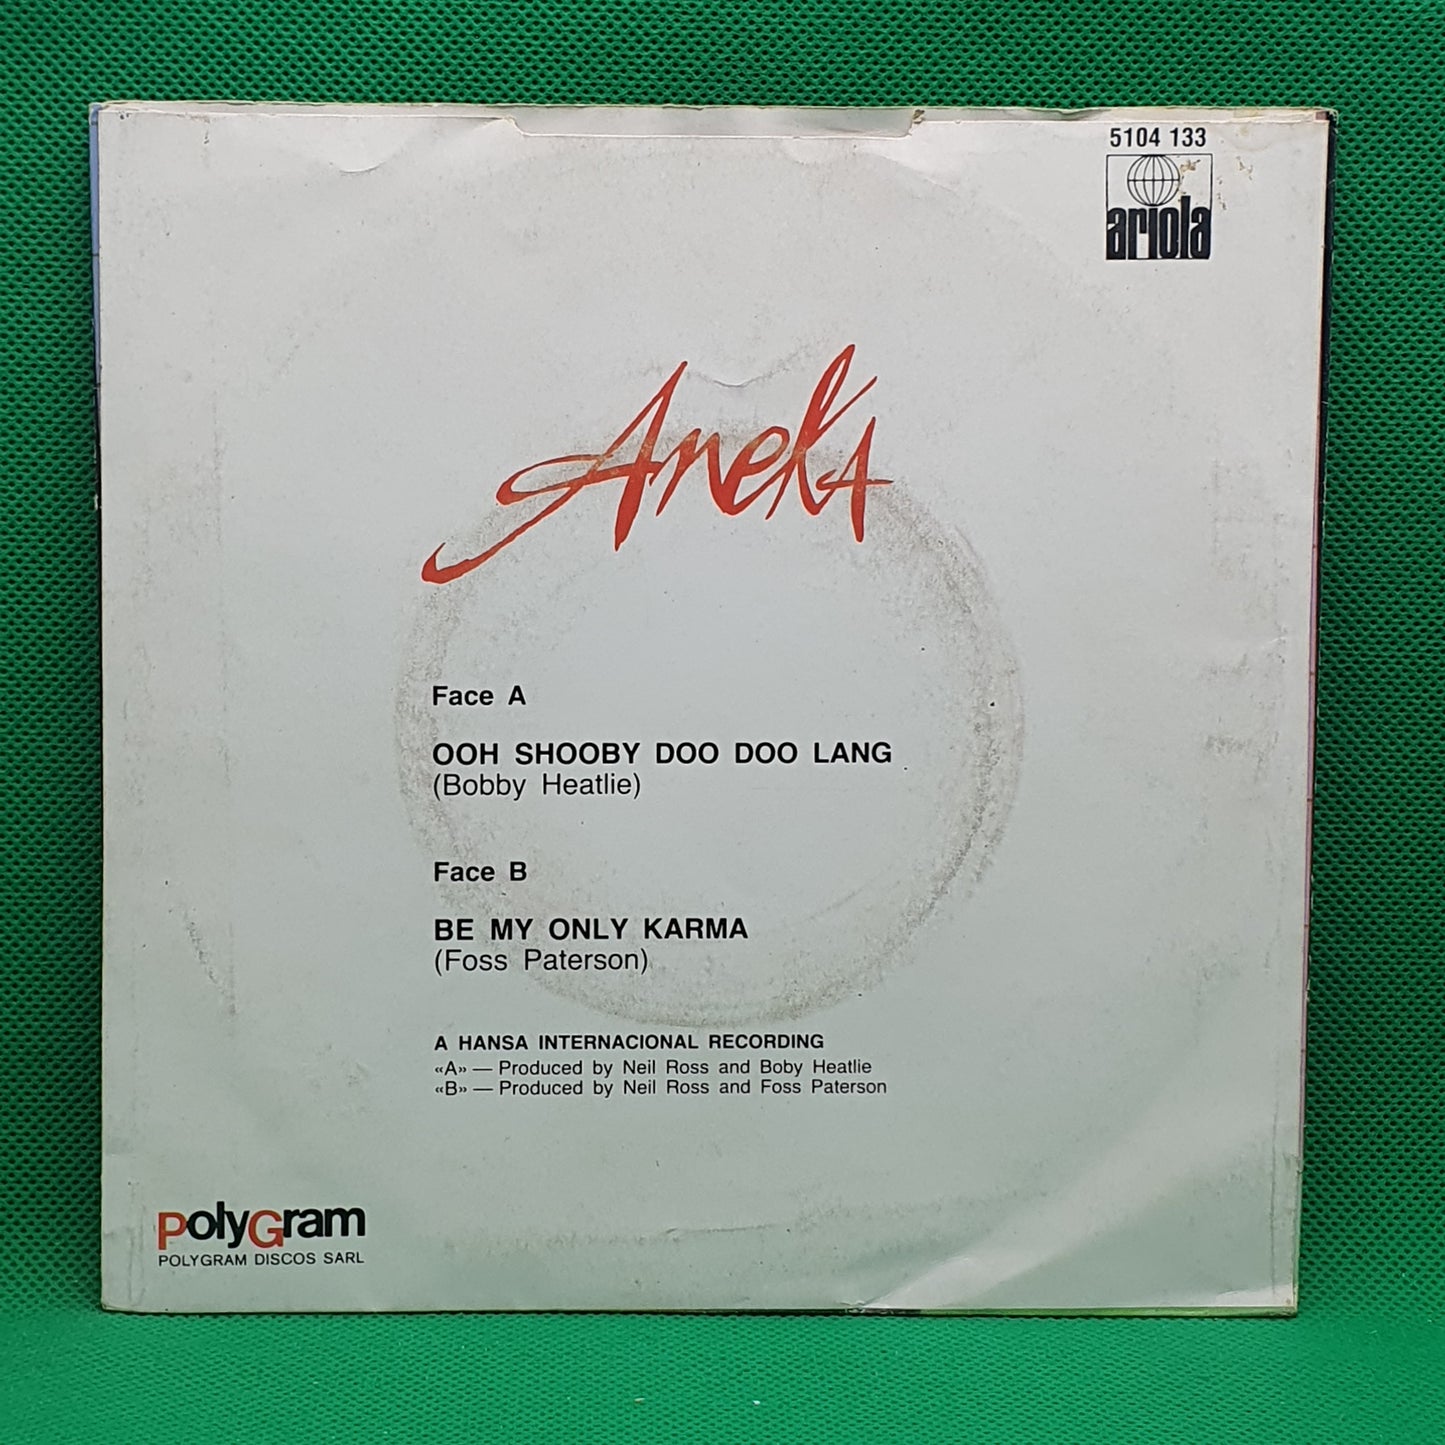 5104 133
ariola
Aneka
Face A
OOH SHOOBY DOO DOO LANG
(Bobby Heatlie)
Face B
BE MY ONLY KARMA
(Foss Paterson)
A HANSA INTERNACIONAL RECORDING
«A» — Produced by Neil Ross and Boby Heatlie
«B» — Produced by Neil Ross and Foss Paterson
PolyGram
POLYGRAM DISCOS SARL